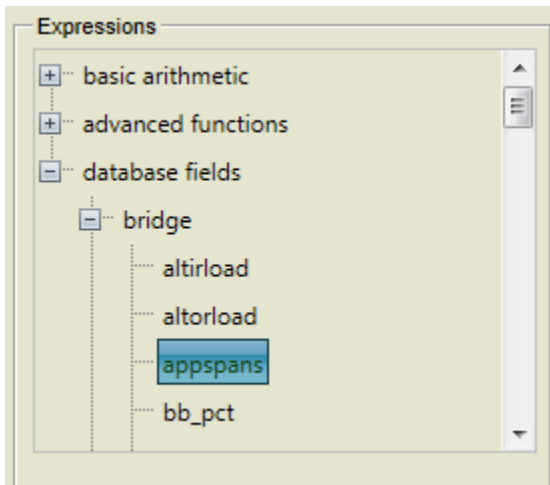 Expressions
basic arithmetic
advanced functions
database fields
bridge
altirload
altorload
appspans
bb_pct